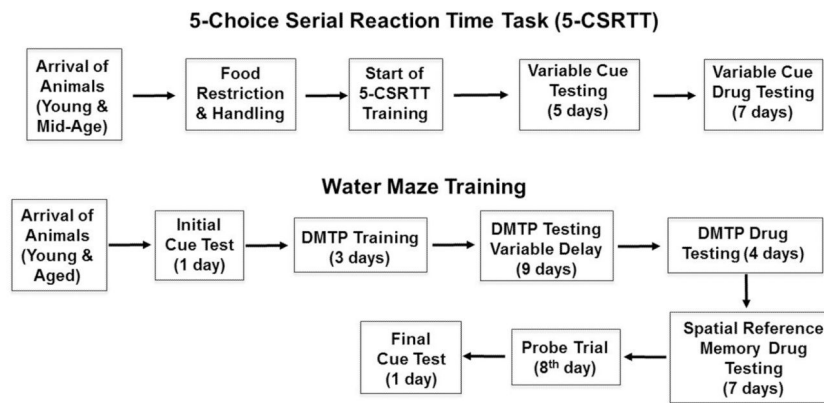 5-Choice Serial Reaction Time Task (5-CSRTT)
Arrival of
Animals
(Young &
Mid-Age)
Food
Restriction
& Handling
Start of
5-CSRTT
Training
Variable Cue
Testing
(5 days)
Variable Cue
Drug Testing
(7 days)
Water Maze Training
Arrival of
Animals
(Young &
Aged)
Initial
Cue Test
(1 day)
DMTP Training
(3 days)
DMTP Testing
Variable Delay
(9 days)
DMTP Drug
Testing (4 days)
Spatial Reference
Memory Drug
Testing
(7 days)
Probe Trial
(8th day)
Final
Cue Test
(1 day)